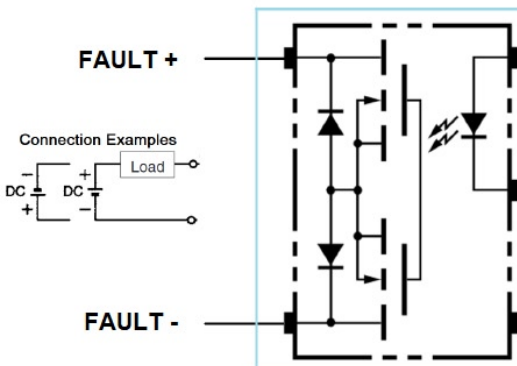 FAULT +
Connection Examples
− + Load
DC DC
+ −
FAULT -